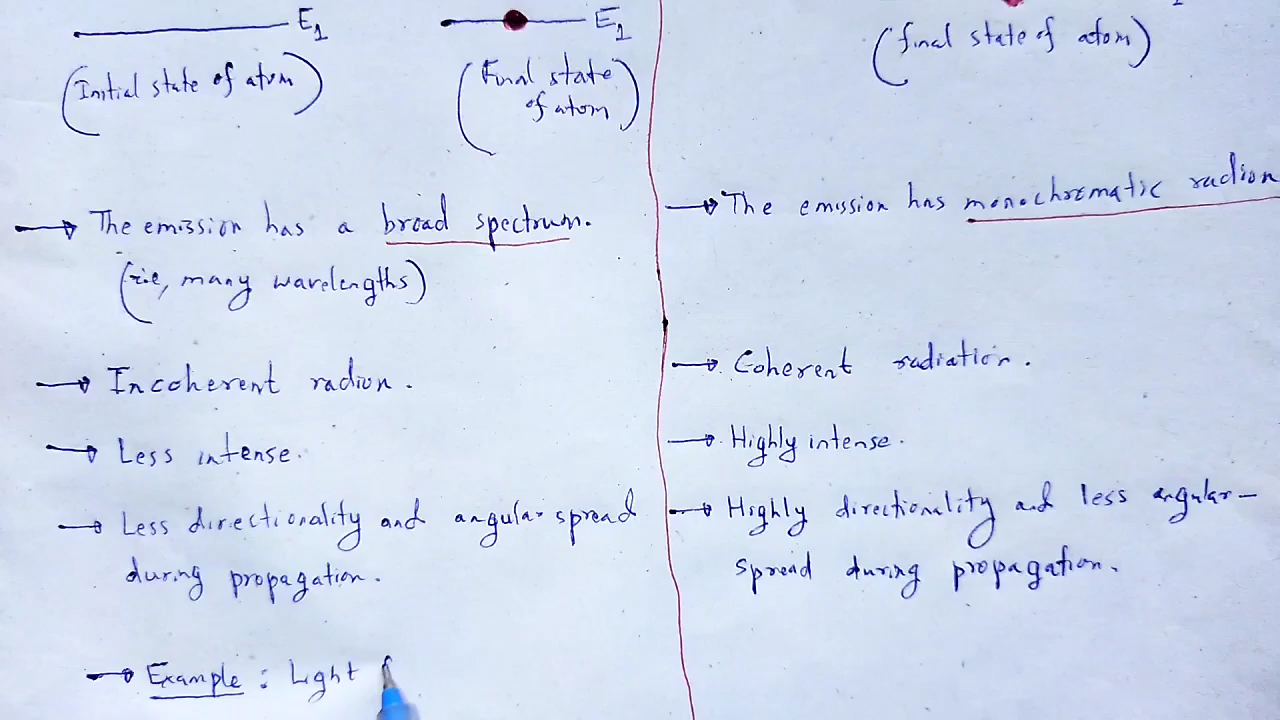 E1
E1
(Initial state of atom)
(Final state
of atom)
→ The emission has a broad spectrum.
(i.e, many wavelengths)
→ Incoherent radion.
→ Less intense.
→ Less directionality and angular spread
during propagation.
→ Example : Light
(final state of atom)
→ The emission has monochromatic radion
→ Coherent radiation.
→ Highly intense.
→ Highly directionality and less angular-
spread during propagation.